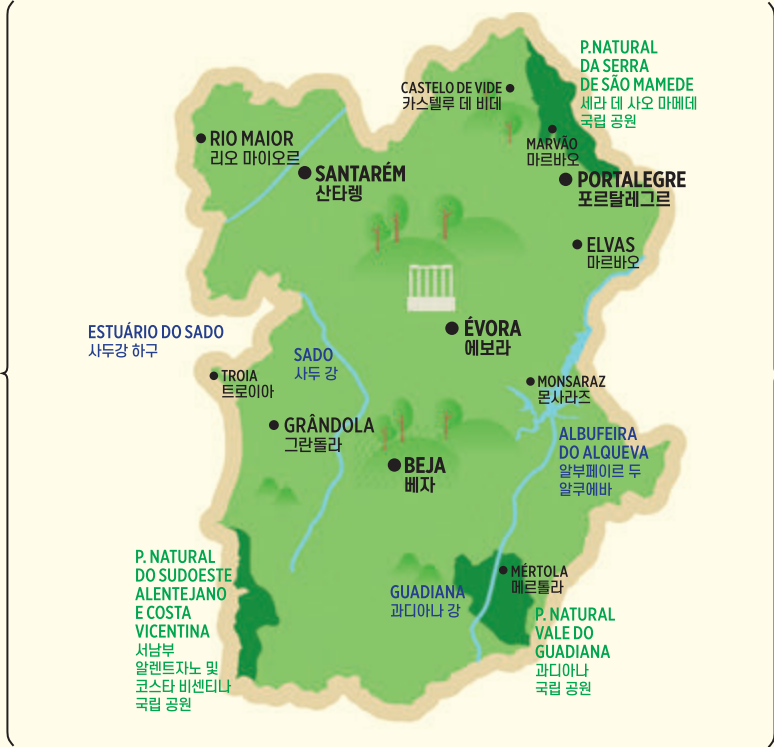 P.NATURAL
DA SERRA
DE SÃO MAMEDE
세라 데 사오 마메데
국립 공원
CASTELO DE VIDE
카스텔루 데 비데
MARVÃO
마르바오
RIO MAIOR
리오 마이오르
SANTARÉM
산타렝
PORTALEGRE
포르탈레그르
ELVAS
마르바오
ÉVORA
에보라
ESTUÁRIO DO SADO
사두강 하구
SADO
사두 강
TROIA
트로이아
MONSARAZ
몬사라즈
GRÂNDOLA
그란돌라
ALBUFEIRA
DO ALQUEVA
알부페이르 두
알쿠에바
BEJA
베자
P. NATURAL
DO SUDOESTE
ALENTEJANO
E COSTA
VICENTINA
서남부
알렌트자노 및
코스타 비센티나
국립 공원
GUADIANA
과디아나 강
MÉRTOLA
메르톨라
P. NATURAL
VALE DO
GUADIANA
과디아나
국립 공원